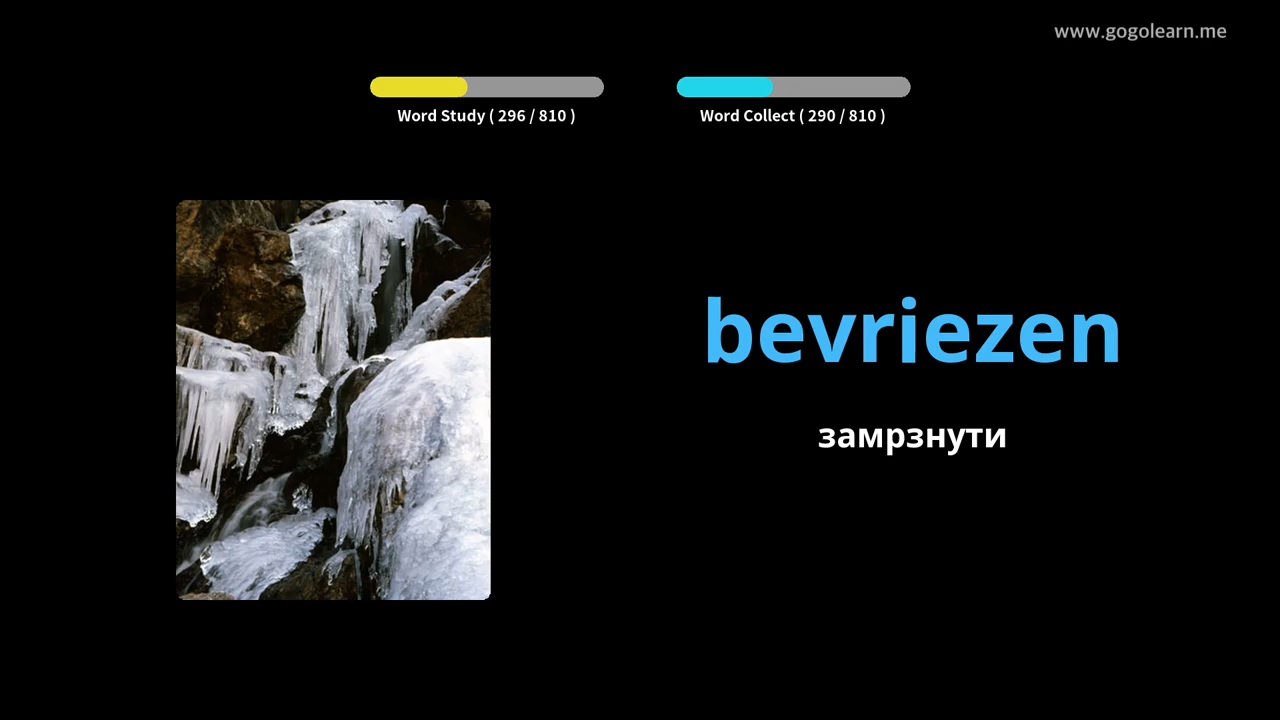 www.gogolearn.me
Word Study ( 296 / 810 )
Word Collect ( 290 / 810 )
bevriezen
замрзнути